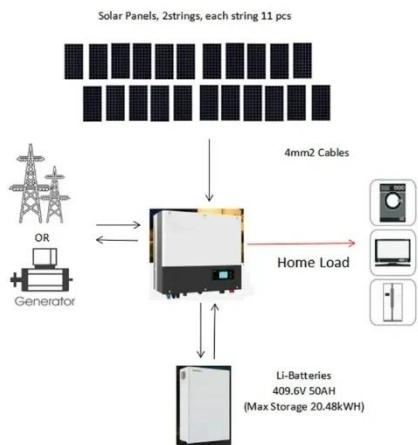 Solar Panels, 2strings, each string 11 pcs
4mm2 Cables
OR
Home Load
Generator
Li-Batteries
409.6V 50AH
(Max Storage 20.48kWH)